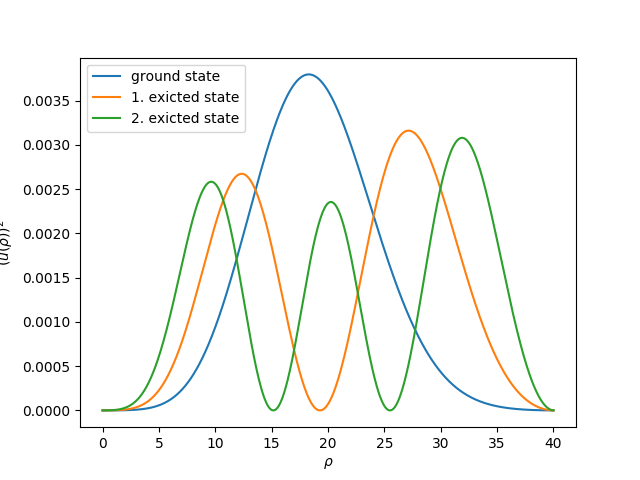 ground state
1. exicted state
2. exicted state
0.0035
0.0030
0.0025
0.0020
0.0015
0.0010
0.0005
0.0000
(u(ρ))²
0 5 10 15 20 25 30 35 40
ρ